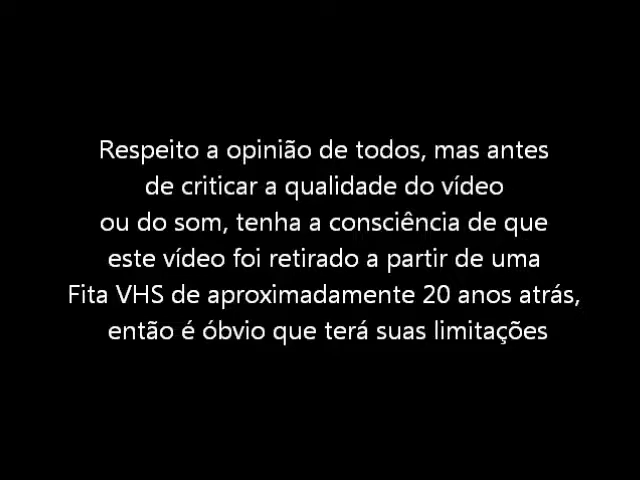 Respeito a opinião de todos, mas antes
de criticar a qualidade do vídeo
ou do som, tenha a consciência de que
este vídeo foi retirado a partir de uma
Fita VHS de aproximadamente 20 anos atrás,
então é óbvio que terá suas limitações